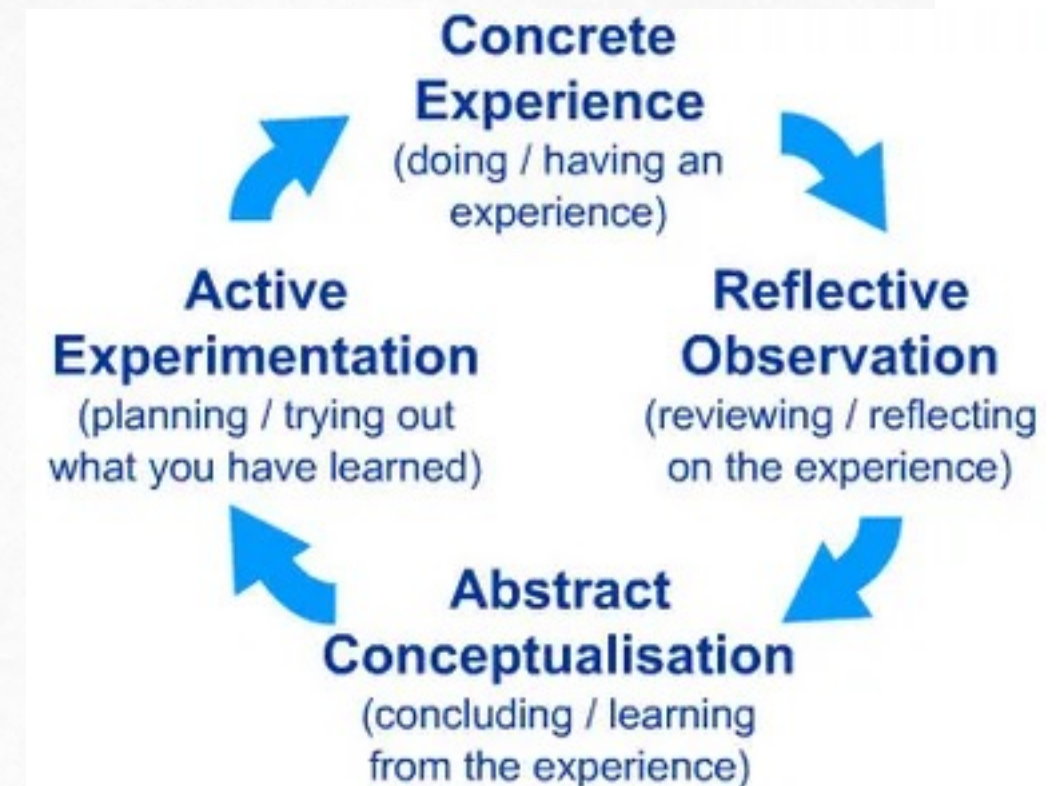 Concrete
Experience
(doing / having an
experience)
Reflective
Observation
(reviewing / reflecting
on the experience)
Abstract
Conceptualisation
(concluding / learning
from the experience)
Active
Experimentation
(planning / trying out
what you have learned)